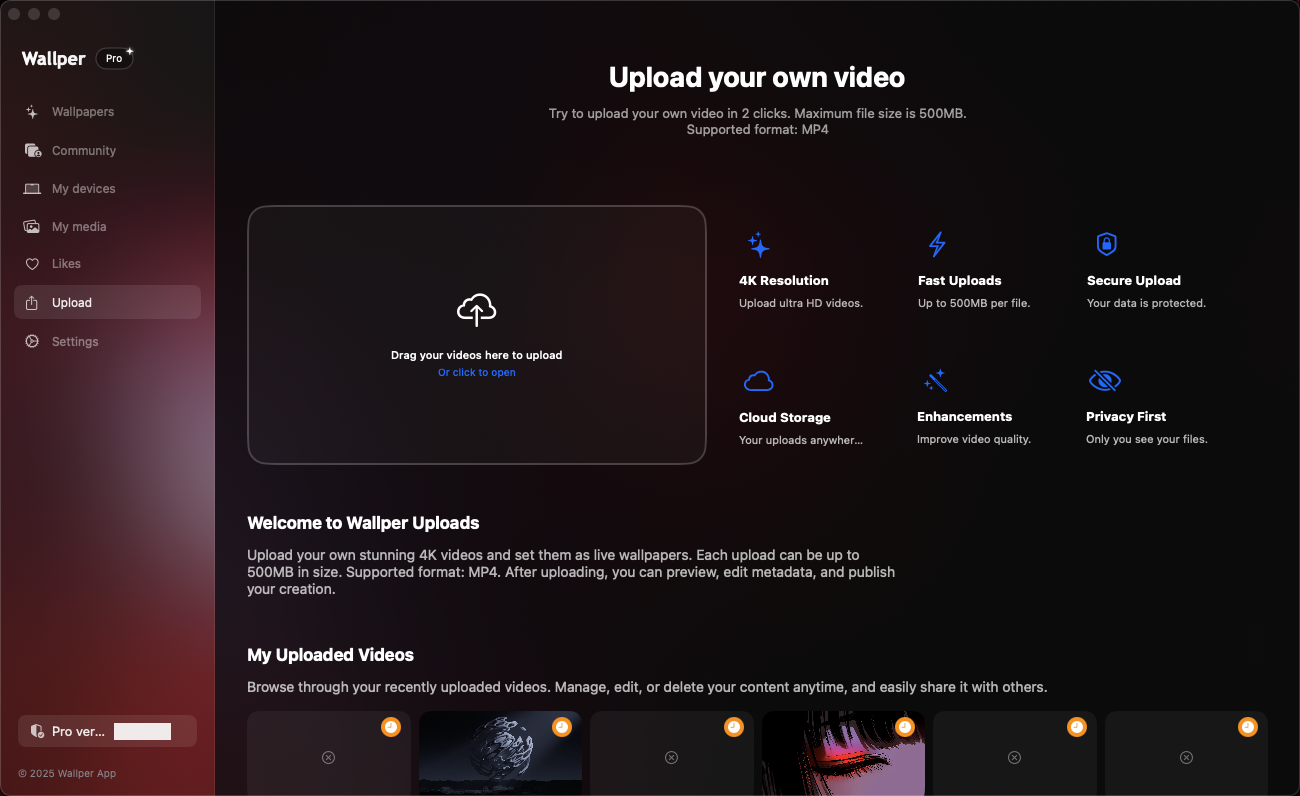 Wallper
Pro
Wallpapers
Community
My devices
My media
Likes
Upload
Settings
Pro ver...
© 2025 Wallper App
Upload your own video
Try to upload your own video in 2 clicks. Maximum file size is 500MB.
Supported format: MP4
Drag your videos here to upload
Or click to open
4K Resolution
Upload ultra HD videos.
Fast Uploads
Up to 500MB per file.
Secure Upload
Your data is protected.
Cloud Storage
Your uploads anywher...
Enhancements
Improve video quality.
Privacy First
Only you see your files.
Welcome to Wallper Uploads
Upload your own stunning 4K videos and set them as live wallpapers. Each upload can be up to
500MB in size. Supported format: MP4. After uploading, you can preview, edit metadata, and publish
your creation.
My Uploaded Videos
Browse through your recently uploaded videos. Manage, edit, or delete your content anytime, and easily share it with others.